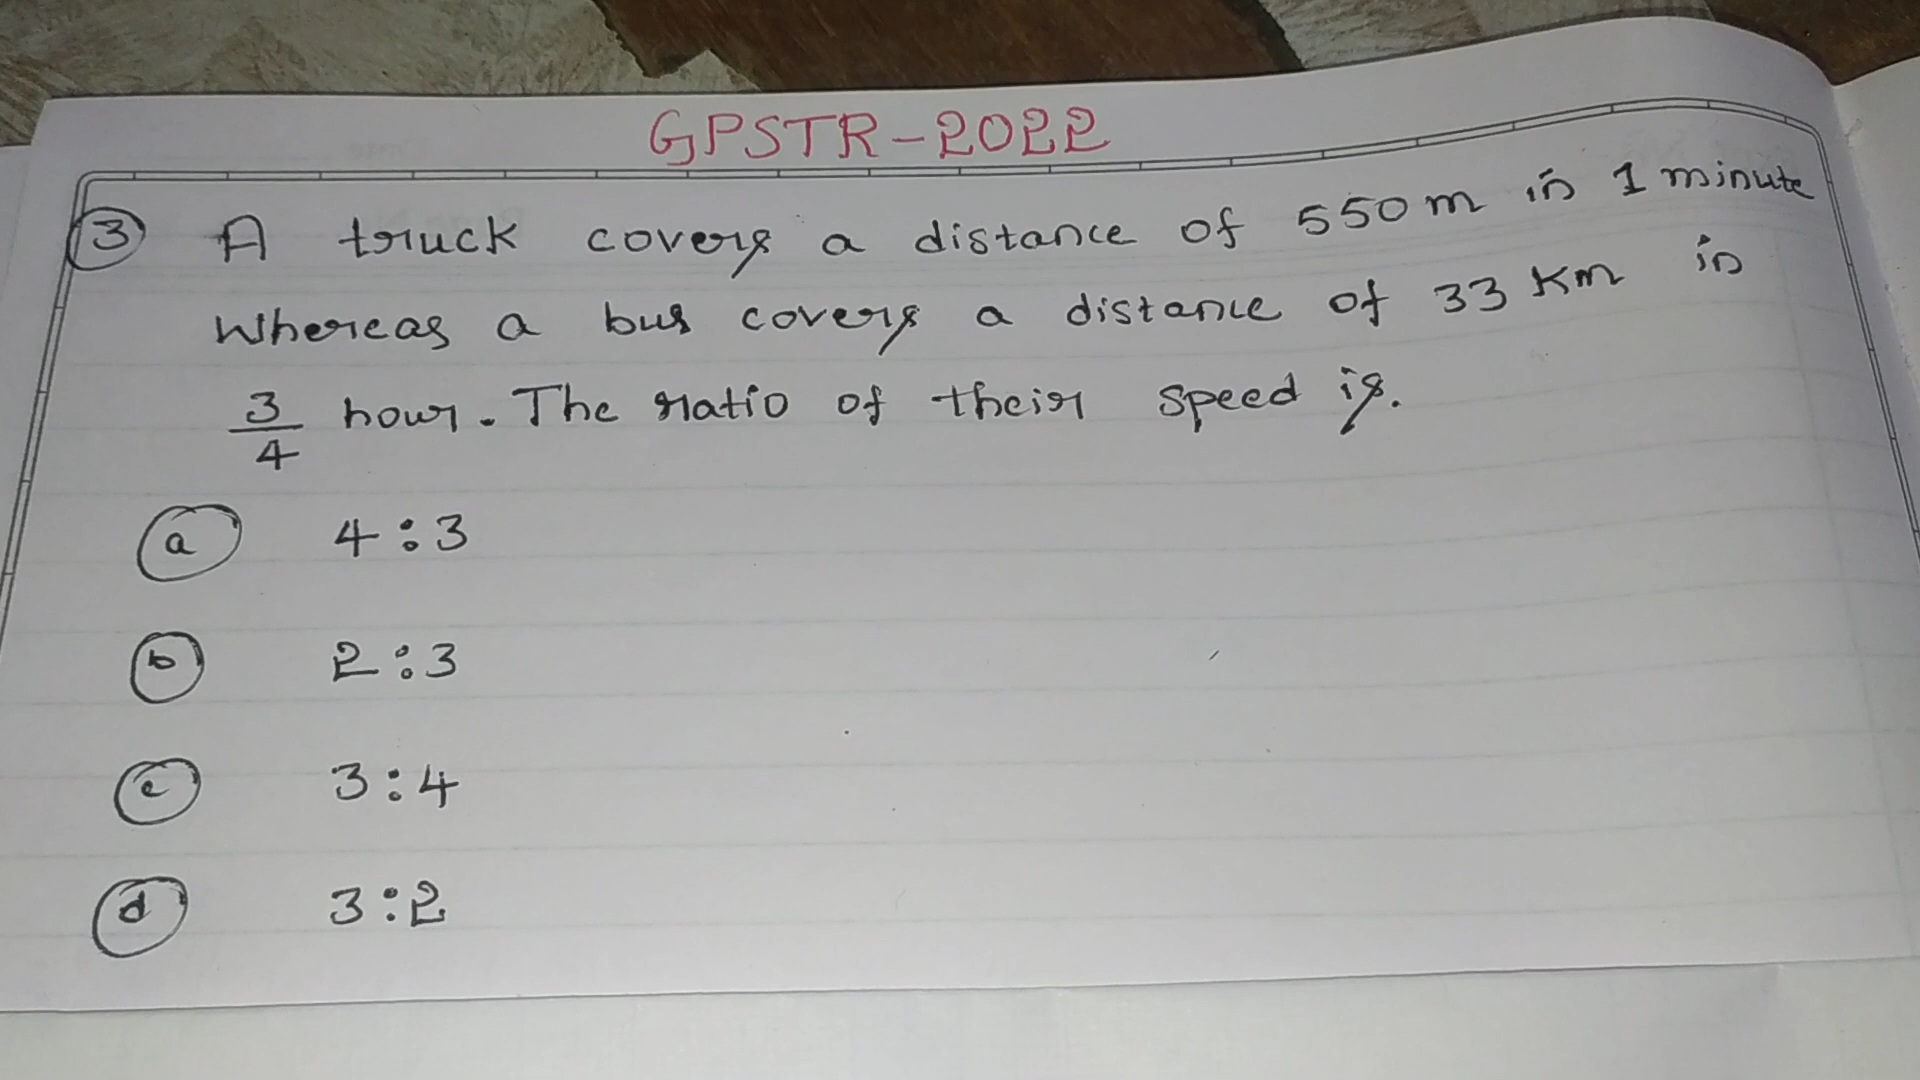 GPSTR-2022
3 A truck covers a distance of 550 m in 1 minute
Whereas a bus covers a distance of 33 Km in
3/4 hour. The ratio of their speed is.
a 4:3
b 2:3
c 3:4
d 3:2